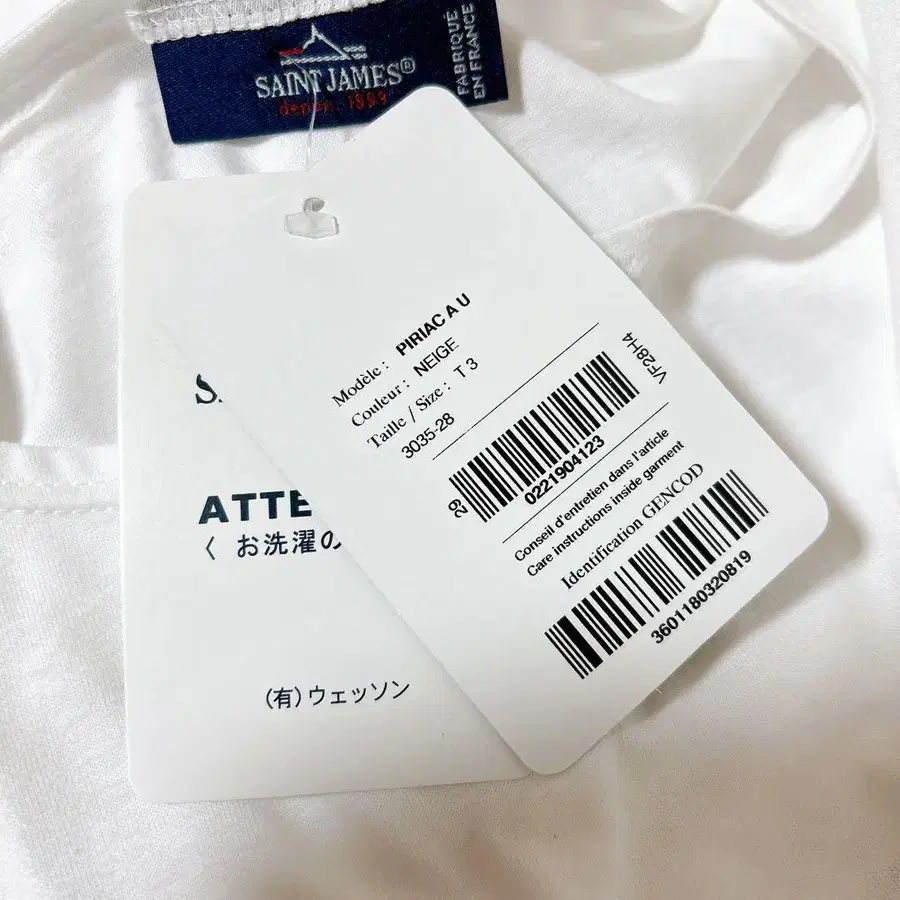 SAINT JAMES®
depuis 1889
FABRIQUÉ
EN FRANCE
Modèle : PIRIAC A U
Couleur : NEIGE
Taille / Size : T 3
3035-28
VF28H4
29
0221904123
Conseil d'entretien dans l'article
Care instructions inside garment
Identification GENCOD
3601180320819
S
ATTE
〈 お洗濯の
(有)ウェッソン